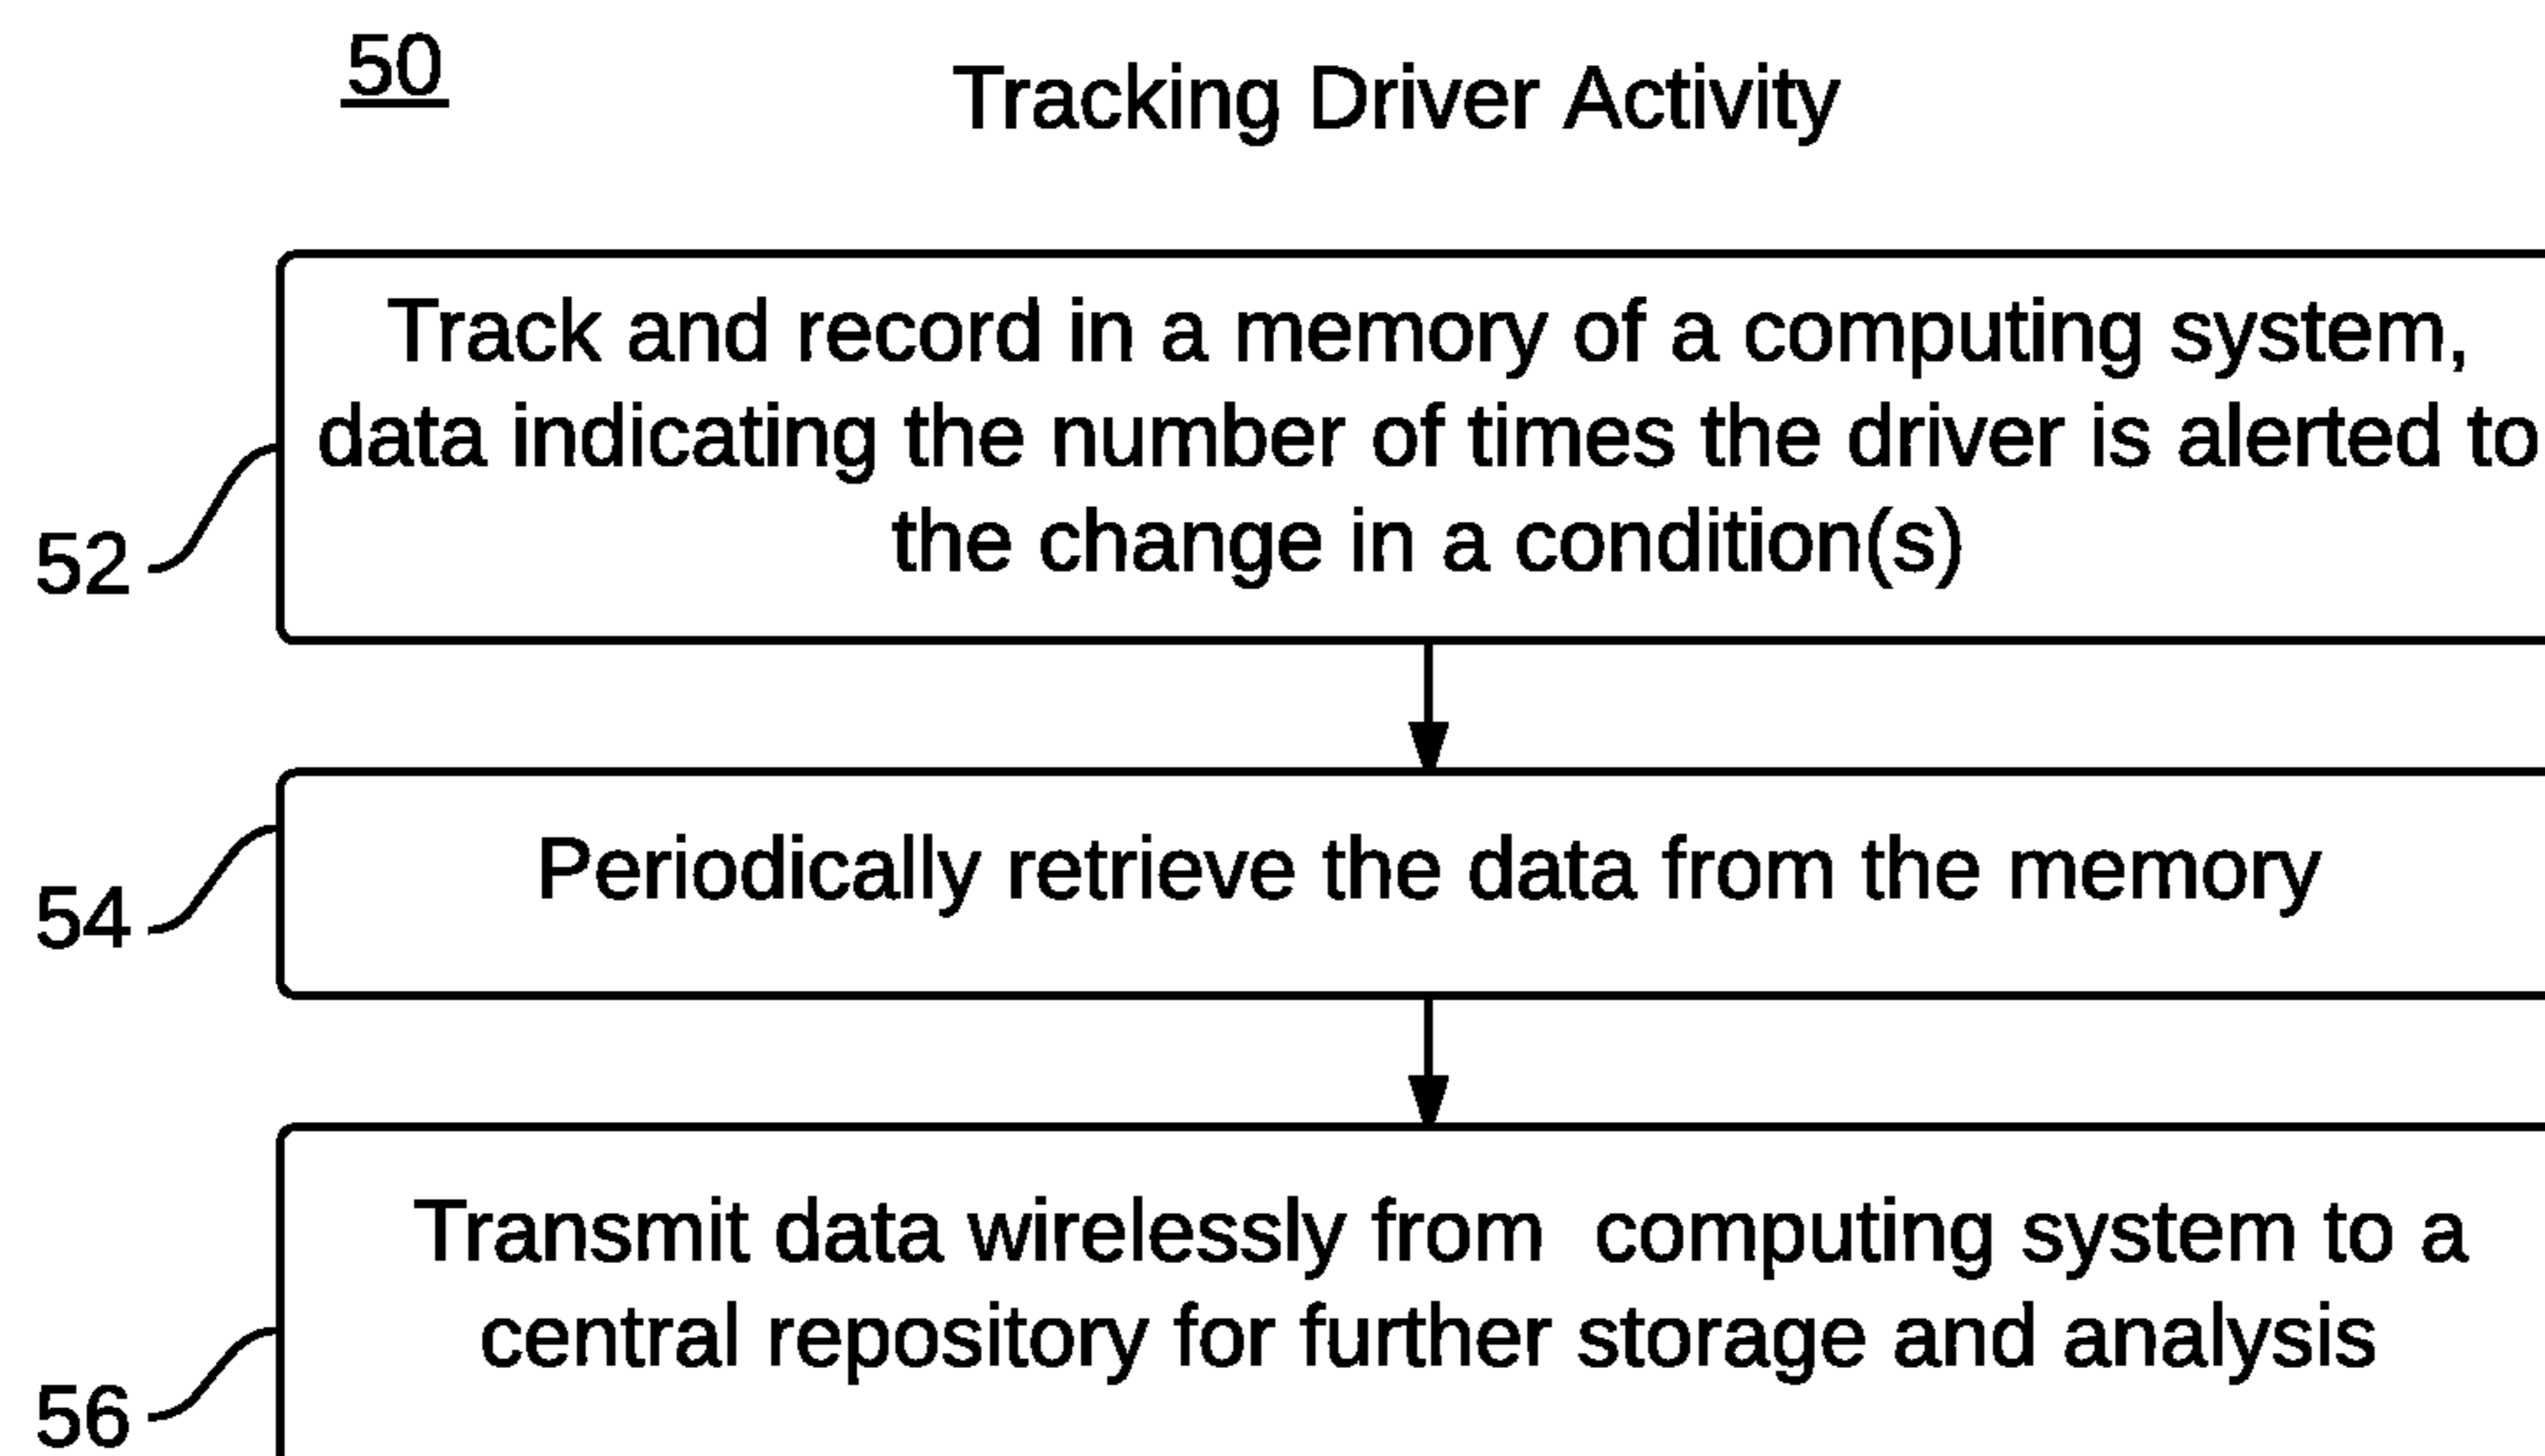 50
Tracking Driver Activity
Track and record in a memory of a computing system,
data indicating the number of times the driver is alerted to
the change in a condition(s)
52
Periodically retrieve the data from the memory
54
Transmit data wirelessly from  computing system to a
central repository for further storage and analysis
56